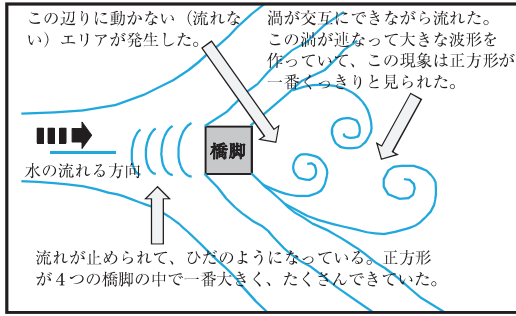 この辺りに動かない（流れな
い）エリアが発生した。
渦が交互にできながら流れた。
この渦が連なって大きな波形を
作っていて、この現象は正方形が
一番くっきりと見られた。
橋脚
水の流れる方向
流れが止められて、ひだのようになっている。正方形
が４つの橋脚の中で一番大きく、たくさんできていた。